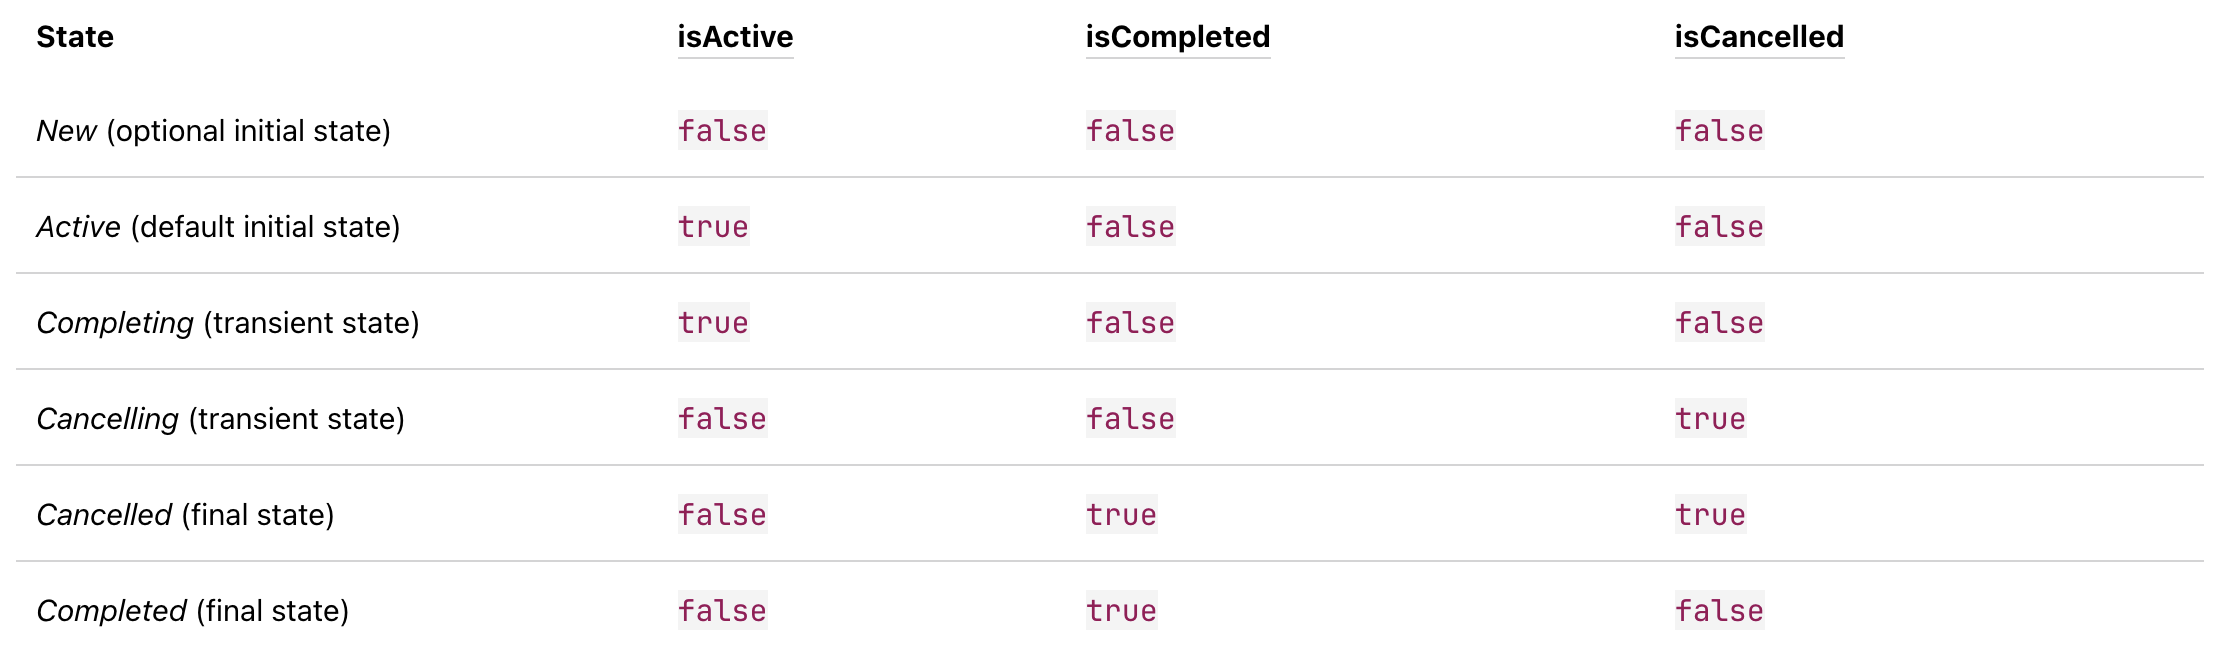 State isActive isCompleted isCancelled
New (optional initial state) false false false
Active (default initial state) true false false
Completing (transient state) true false false
Cancelling (transient state) false false true
Cancelled (final state) false true true
Completed (final state) false true false